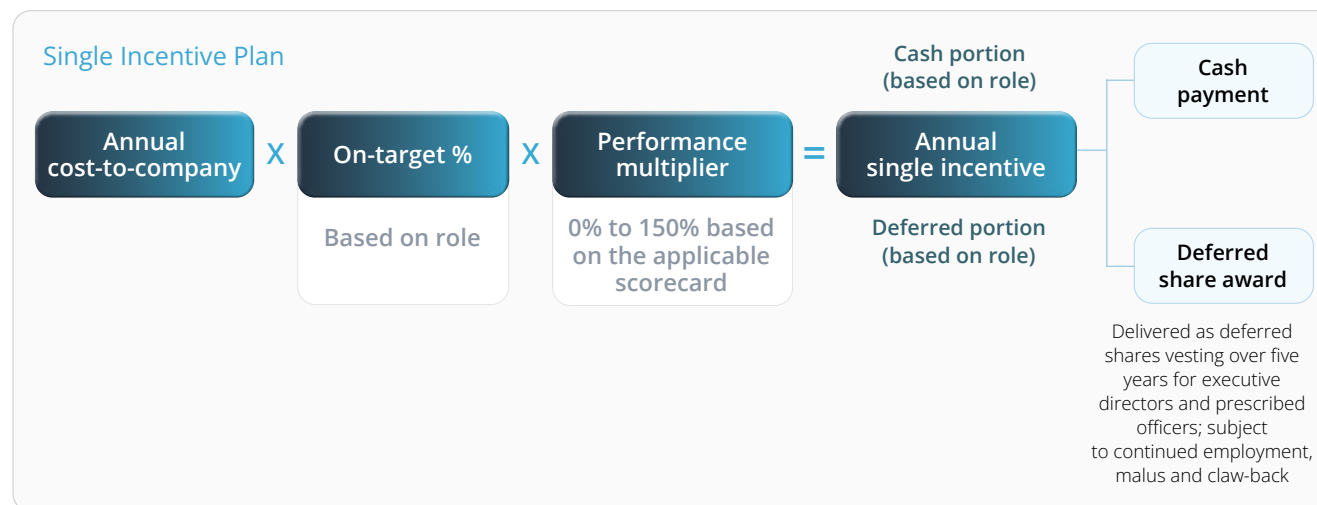 Single Incentive Plan
Annual
cost-to-company
X
On-target %
Based on role
X
Performance
multiplier
0% to 150% based
on the applicable
scorecard
=
Cash portion
(based on role)
Annual
single incentive
Deferred portion
(based on role)
Cash
payment
Deferred
share award
Delivered as deferred
shares vesting over five
years for executive
directors and prescribed
officers; subject
to continued employment,
malus and claw-back